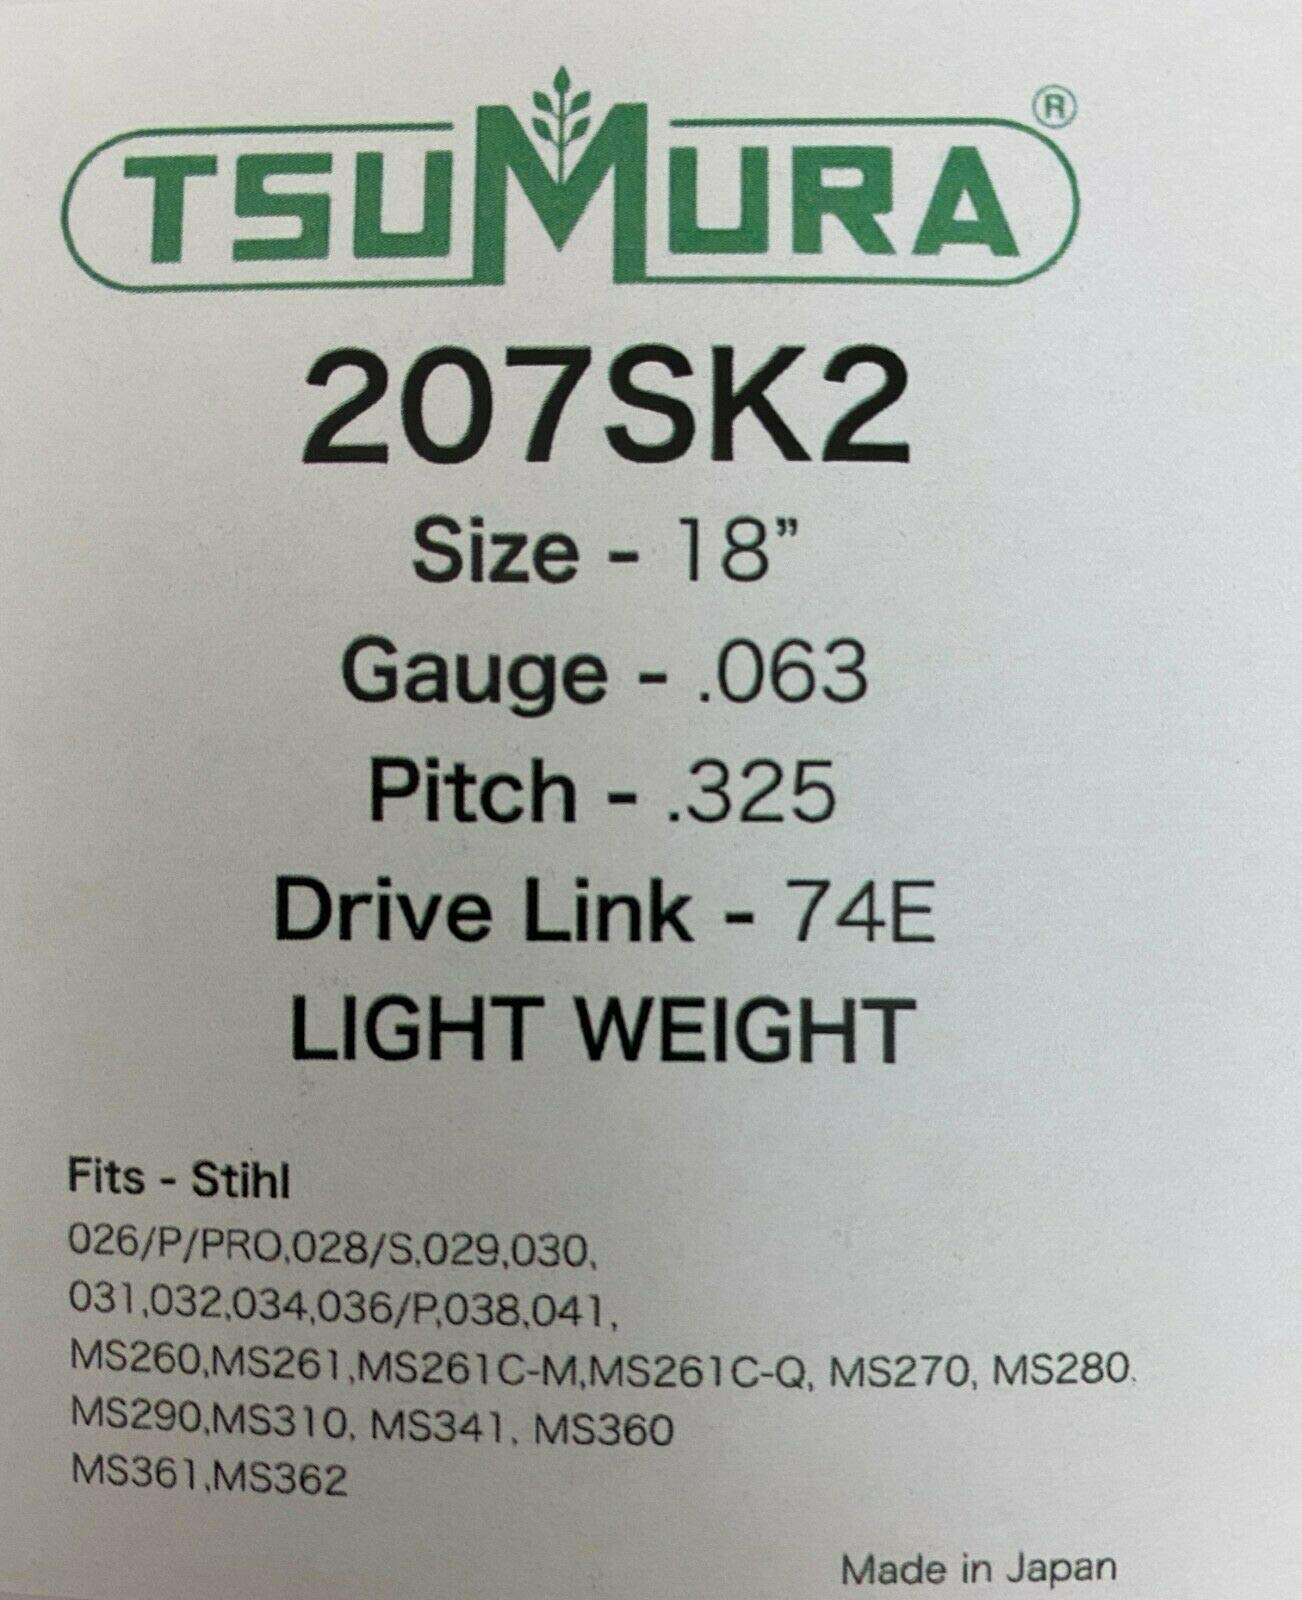 TSUMURA ®
207SK2
Size - 18”
Gauge - .063
Pitch - .325
Drive Link - 74E
LIGHT WEIGHT
Fits - Stihl
026/P/PRO,028/S,029,030,
031,032,034,036/P,038,041,
MS260,MS261,MS261C-M,MS261C-Q, MS270, MS280.
MS290,MS310, MS341, MS360
MS361,MS362
Made in Japan